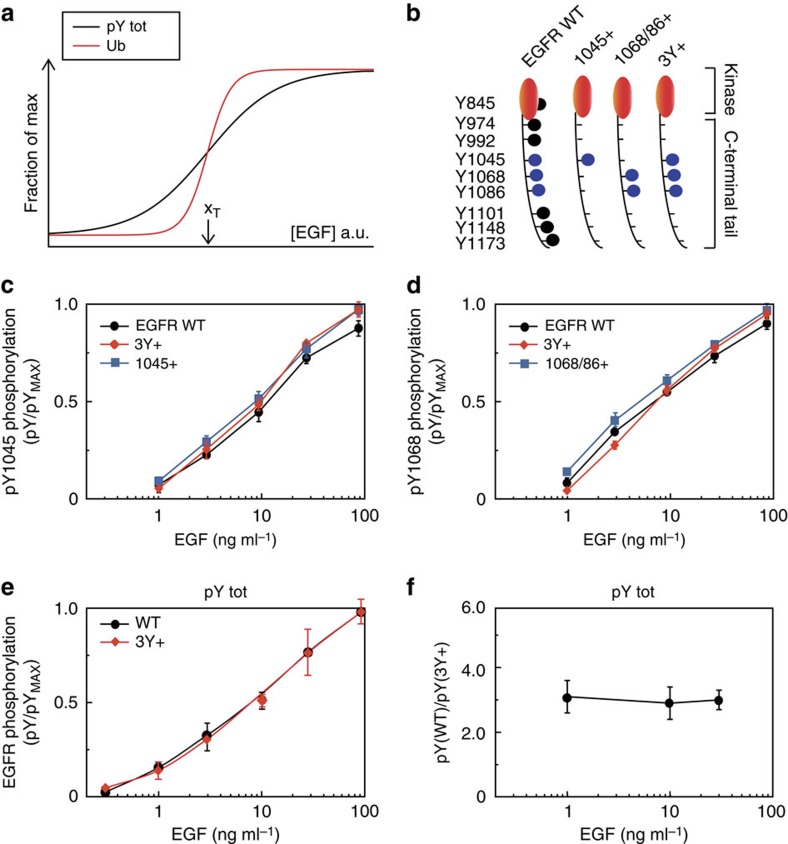 a
pY tot
Ub
Fraction of max
x_T
[EGF] a.u.
b
EGFR WT
1045+
1068/86+
3Y+
Y845
Y974
Y992
Y1045
Y1068
Y1086
Y1101
Y1148
Y1173
Kinase
C-terminal tail
c
pY1045 phosphorylation
(pY/pY_MAX)
1.0
0.5
0
EGFR WT
3Y+
1045+
1
10
100
EGF (ng ml⁻¹)
d
pY1068 phosphorylation
(pY/pY_MAX)
1.0
0.5
0
EGFR WT
3Y+
1068/86+
1
10
100
EGF (ng ml⁻¹)
e
pY tot
EGFR phosphorylation
(pY/pY_MAX)
1.0
0.5
0
WT
3Y+
1
10
100
EGF (ng ml⁻¹)
f
pY tot
pY(WT)/pY(3Y+)
6.0
4.0
2.0
0
1
10
100
EGF (ng ml⁻¹)